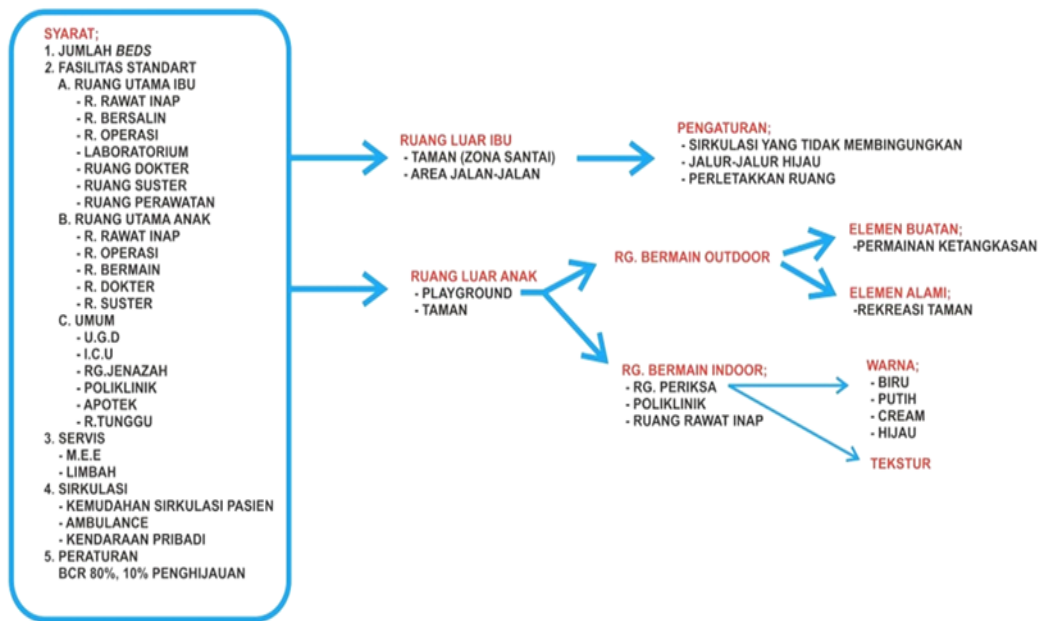 SYARAT;
1. JUMLAH BEDS
2. FASILITAS STANDART
A. RUANG UTAMA IBU
- R. RAWAT INAP
- R. BERSALIN
- R. OPERASI
- LABORATORIUM
- RUANG DOKTER
- RUANG SUSTER
- RUANG PERAWATAN
B. RUANG UTAMA ANAK
- R. RAWAT INAP
- R. OPERASI
- R. BERMAIN
- R. DOKTER
- R. SUSTER
C. UMUM
- U.G.D
- I.C.U
- RG.JENAZAH
- POLIKLINIK
- APOTEK
- R.TUNGGU
3. SERVIS
- M.E.E
- LIMBAH
4. SIRKULASI
- KEMUDAHAN SIRKULASI PASIEN
- AMBULANCE
- KENDARAAN PRIBADI
5. PERATURAN
BCR 80%, 10% PENGHIJAUAN
RUANG LUAR IBU
- TAMAN (ZONA SANTAI)
- AREA JALAN-JALAN
PENGATURAN;
- SIRKULASI YANG TIDAK MEMBINGUNGKAN
- JALUR-JALUR HIJAU
- PERLETAKKAN RUANG
RUANG LUAR ANAK
- PLAYGROUND
- TAMAN
RG. BERMAIN OUTDOOR
ELEMEN BUATAN;
-PERMAINAN KETANGKASAN
ELEMEN ALAMI;
-REKREASI TAMAN
RG. BERMAIN INDOOR;
- RG. PERIKSA
- POLIKLINIK
- RUANG RAWAT INAP
WARNA;
- BIRU
- PUTIH
- CREAM
- HIJAU
TEKSTUR